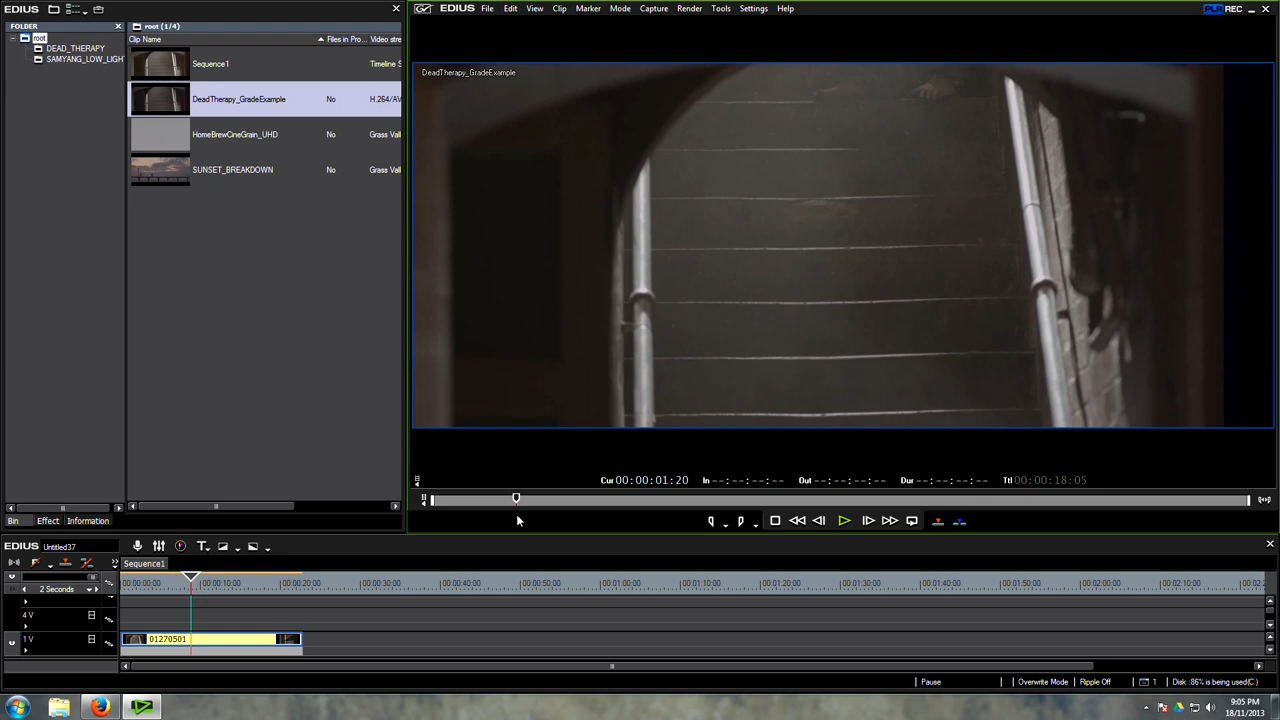 EDIUS
FOLDER
root
DEAD_THERAPY
SAMYANG_LOW_LIGHT
root (1/4)
Clip Name Files in Pro... Video stre
Sequence1 Timeline S
DeadTherapy_GradeExample No H.264/AV
HomeBrewCineGrain_UHD No Grass Vall
SUNSET_BREAKDOWN No Grass Vall
Bin Effect Information
EDIUS File Edit View Clip Marker Mode Capture Render Tools Settings Help
PLR REC
DeadTherapy_GradeExample
Cur 00:00:01:20 In --:--:--:-- Out --:--:--:-- Dur --:--:--:-- Ttl 00:00:18:05
EDIUS Untitled37
Sequence1
2 Seconds
00:00:00:00 00:00:10:00 00:00:20:00 00:00:30:00 00:00:40:00 00:00:50:00 00:01:00:00 00:01:10:00 00:01:20:00 00:01:30:00 00:01:40:00 00:01:50:00 00:02:00:00 00:02:10:00 00:02:2
4 V
1 V
01270501
Pause Overwrite Mode Ripple Off 1 Disk :86% is being used(C:)
9:05 PM
18/11/2013